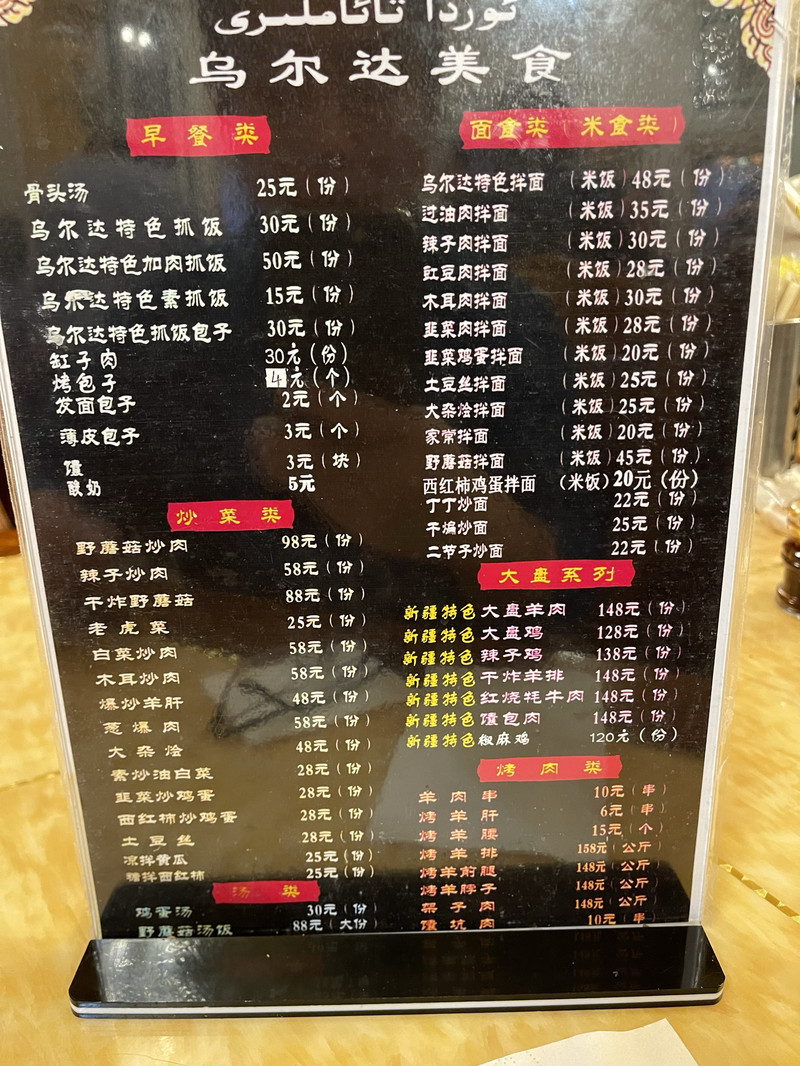 ئوردا تائاملىرى
乌尔达美食
早餐类
骨头汤 25元（份）
乌尔达特色抓饭 30元（份）
乌尔达特色加肉抓饭 50元（份）
乌尔达特色素抓饭 15元（份）
乌尔达特色抓饭包子 30元（份）
缸子肉 30元（份）
烤包子 4元（个）
发面包子 2元（个）
薄皮包子 3元（个）
馕 3元（块）
酸奶 5元
炒菜类
野蘑菇炒肉 98元（份）
辣子炒肉 58元（份）
干炸野蘑菇 88元（份）
老虎菜 25元（份）
白菜炒肉 58元（份）
木耳炒肉 58元（份）
爆炒羊肝 48元（份）
葱爆肉 58元（份）
大杂烩 48元（份）
素炒油白菜 28元（份）
韭菜炒鸡蛋 28元（份）
西红柿炒鸡蛋 28元（份）
土豆丝 28元（份）
凉拌黄瓜 25元（份）
糖拌西红柿 25元（份）
汤类
鸡蛋汤 30元（份）
野蘑菇汤饭 88元（大份）
面食类（米食类）
乌尔达特色拌面（米饭）48元（份）
过油肉拌面（米饭）35元（份）
辣子肉拌面（米饭）30元（份）
豇豆肉拌面（米饭）28元（份）
木耳肉拌面（米饭）30元（份）
韭菜肉拌面（米饭）28元（份）
韭菜鸡蛋拌面（米饭）20元（份）
土豆丝拌面（米饭）25元（份）
大杂烩拌面（米饭）25元（份）
家常拌面（米饭）20元（份）
野蘑菇拌面（米饭）45元（份）
西红柿鸡蛋拌面（米饭）20元（份）
丁丁炒面 22元（份）
干煸炒面 25元（份）
二节子炒面 22元（份）
大盘系列
新疆特色大盘羊肉 148元（份）
新疆特色大盘鸡 128元（份）
新疆特色辣子鸡 138元（份）
新疆特色干炸羊排 148元（份）
新疆特色红烧牦牛肉 148元（份）
新疆特色馕包肉 148元（份）
新疆特色椒麻鸡 120元（份）
烤肉类
羊肉串 10元（串）
烤羊肝 6元（串）
烤羊腰 15元（个）
烤羊排 158元（公斤）
烤羊前腿 148元（公斤）
烤羊脖子 148元（公斤）
架子肉 148元（公斤）
馕坑肉 10元（串）